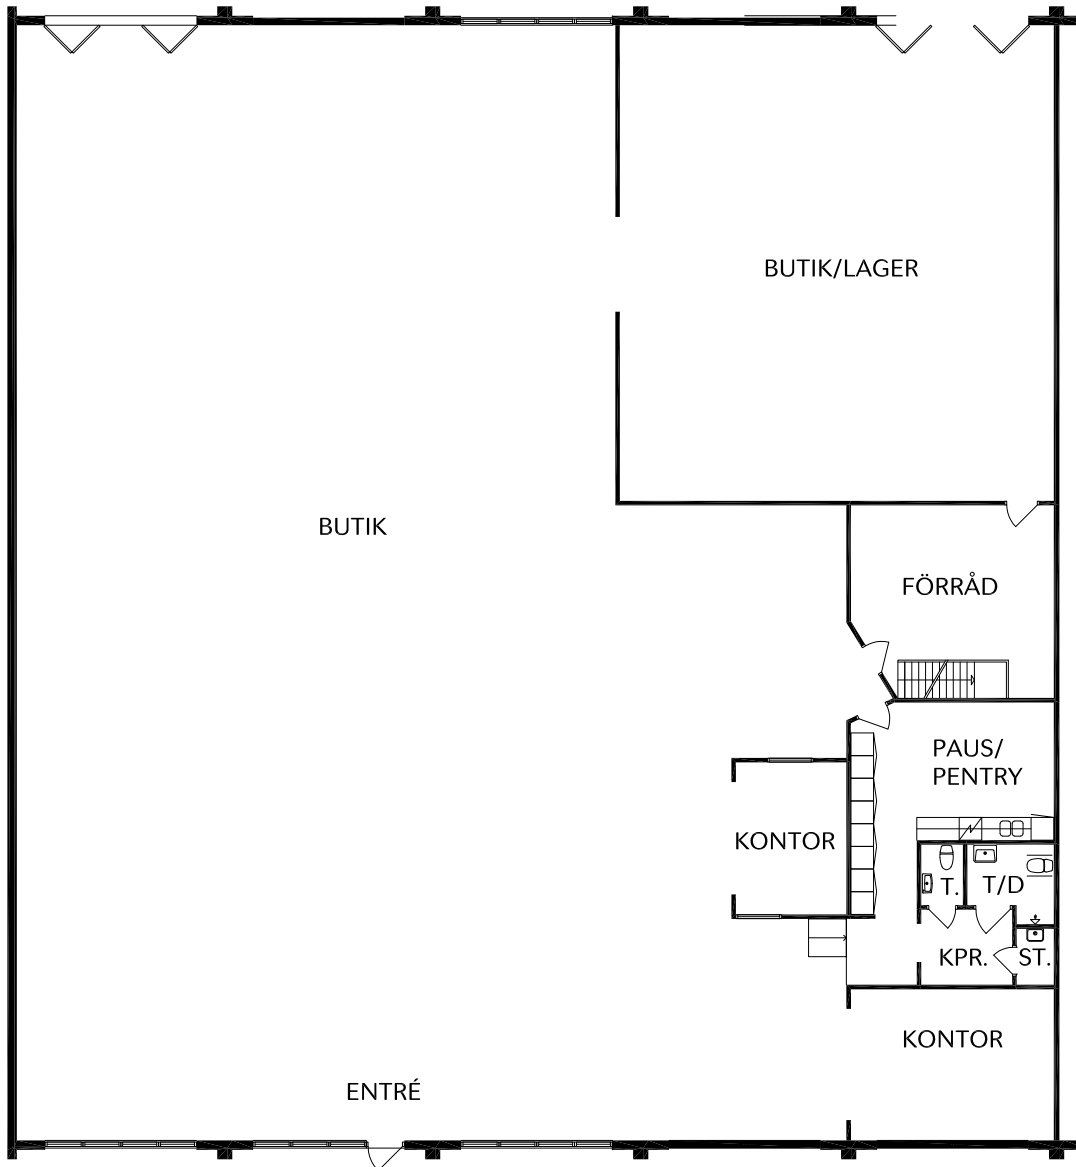 BUTIK/LAGER
BUTIK
FÖRRÅD
PAUS/
PENTRY
KONTOR
T.
T/D
KPR.
ST.
KONTOR
ENTRÉ